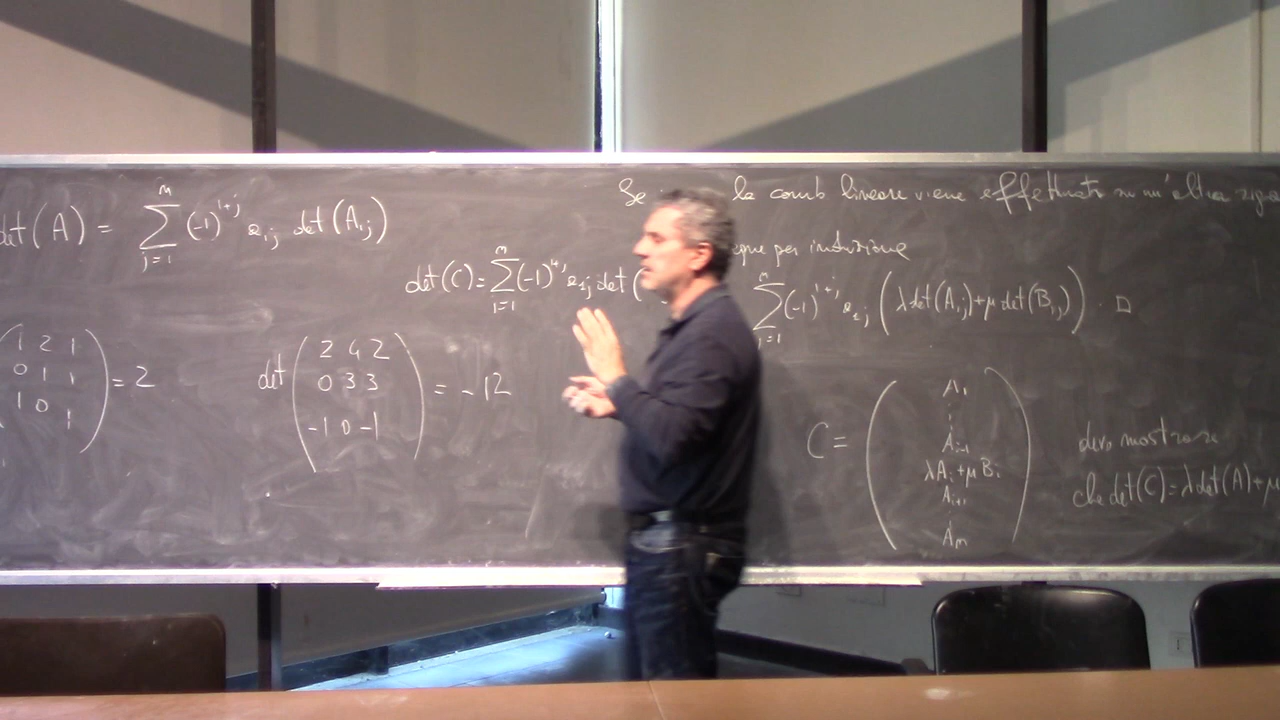 det(A) = \sum_{j=1}^{m} (-1)^{1+j} a_{1j} det(A_{1j})
1 2 1
0 1 1 = 2
1 0 1
det ( 2 4 2
0 3 3 = -12
-1 0 -1 )
Se la comb lineare viene effettuata su un'altra riga
per induzione
det(C) = \sum_{j=1}^{m} (-1)^{1+j} a_{1j} det(
\sum_{j=1}^{m} (-1)^{1+j} a_{1j} (λ det(A_{1j}) + μ det(B_{1j})) . □
C = ( A_1
⋮
A_{i-1}
λA_i + μB_i
A_{i+1}
A_m )
devo mostrare
che det(C) = λ det(A) + μ